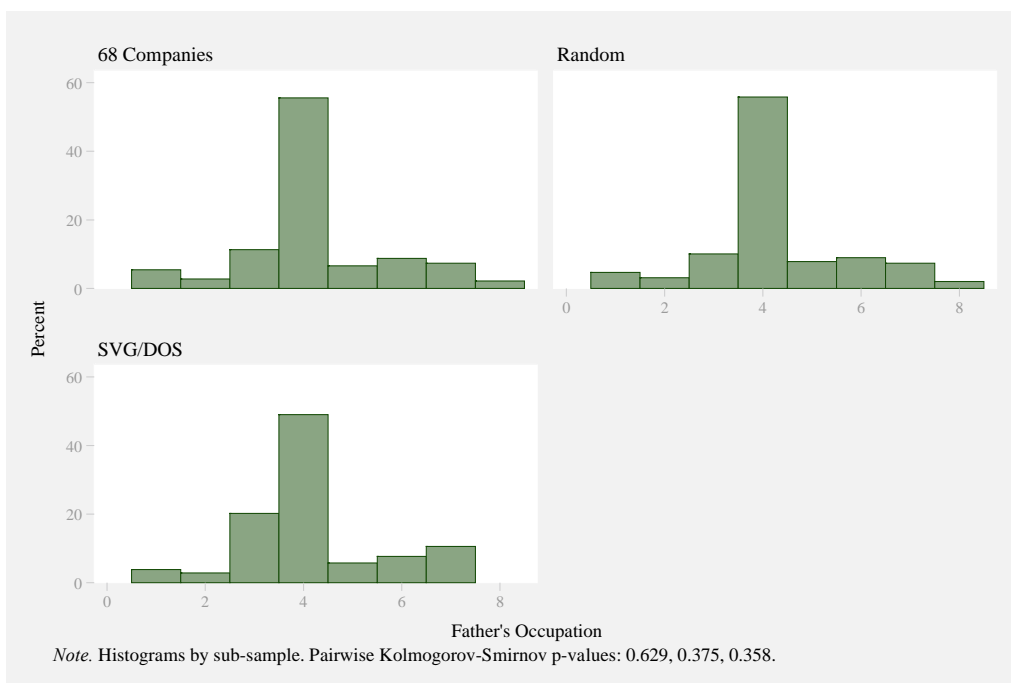 68 Companies
Random
60
40
20
0
0 2 4 6 8
Percent
SVG/DOS
60
40
20
0
0 2 4 6 8
Father's Occupation
Note. Histograms by sub-sample. Pairwise Kolmogorov-Smirnov p-values: 0.629, 0.375, 0.358.